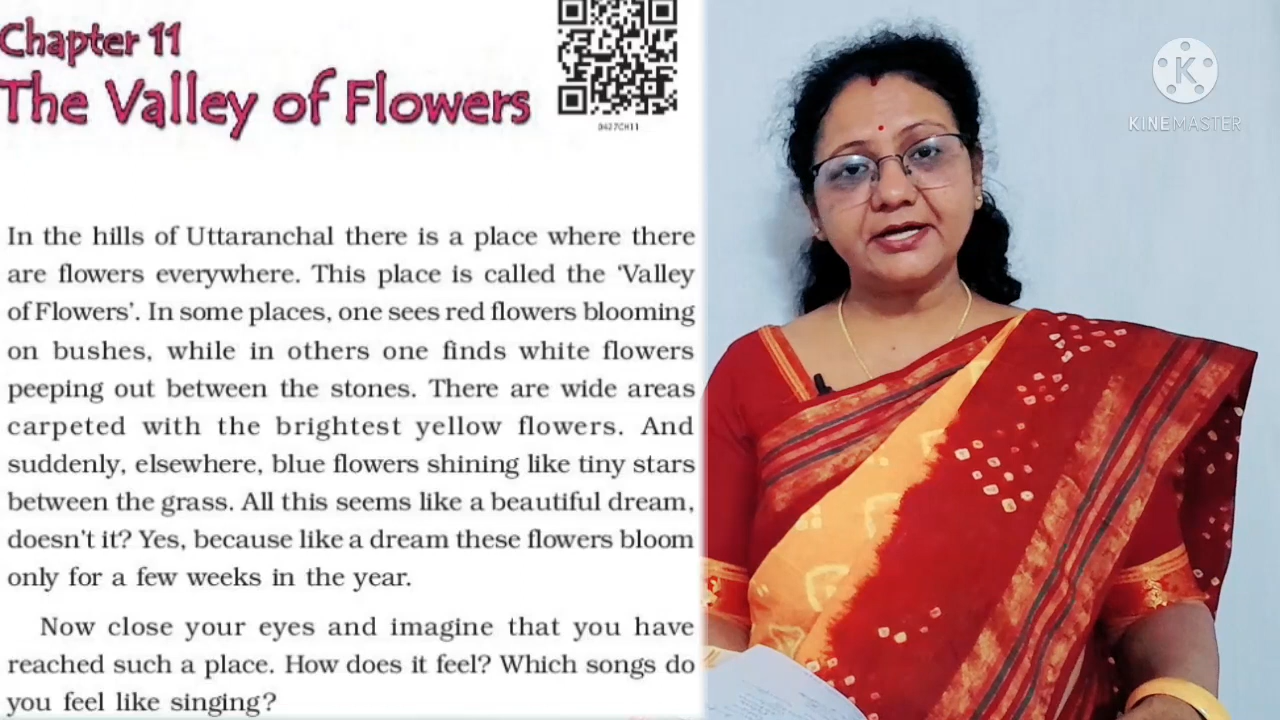 Chapter 11
The Valley of Flowers
0427CH11
In the hills of Uttaranchal there is a place where there
are flowers everywhere. This place is called the ‘Valley
of Flowers’. In some places, one sees red flowers blooming
on bushes, while in others one finds white flowers
peeping out between the stones. There are wide areas
carpeted with the brightest yellow flowers. And
suddenly, elsewhere, blue flowers shining like tiny stars
between the grass. All this seems like a beautiful dream,
doesn’t it? Yes, because like a dream these flowers bloom
only for a few weeks in the year.
Now close your eyes and imagine that you have
reached such a place. How does it feel? Which songs do
you feel like singing?
K
KINEMASTER